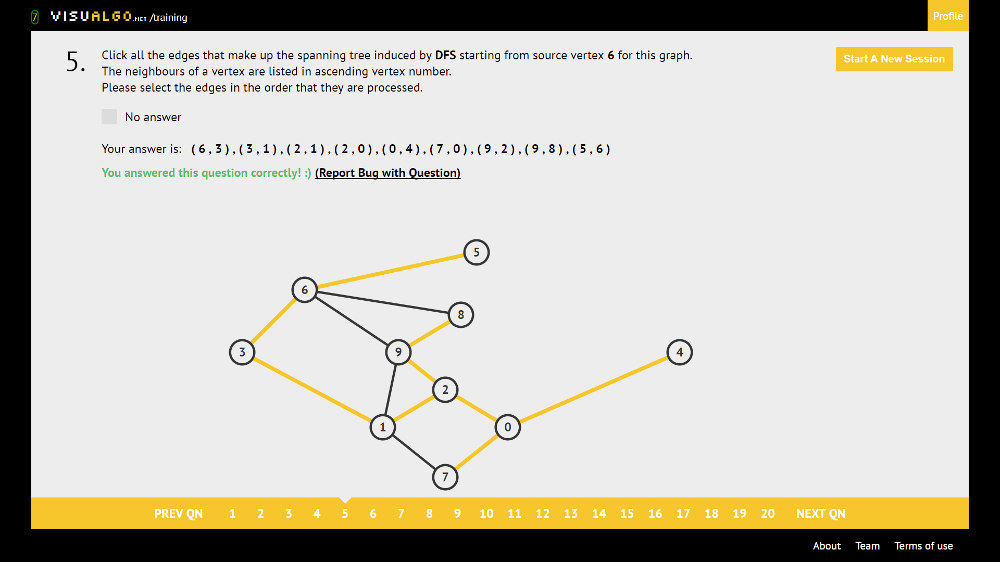 7 VISUALGO.NET /training
Profile
5. Click all the edges that make up the spanning tree induced by DFS starting from source vertex 6 for this graph.
The neighbours of a vertex are listed in ascending vertex number.
Please select the edges in the order that they are processed.
Start A New Session
No answer
Your answer is: ( 6 , 3 ) , ( 3 , 1 ) , ( 2 , 1 ) , ( 2 , 0 ) , ( 0 , 4 ) , ( 7 , 0 ) , ( 9 , 2 ) , ( 9 , 8 ) , ( 5 , 6 )
You answered this question correctly! :) (Report Bug with Question)
5
6
8
3
9
4
2
1
0
7
PREV QN 1 2 3 4 5 6 7 8 9 10 11 12 13 14 15 16 17 18 19 20 NEXT QN
About Team Terms of use